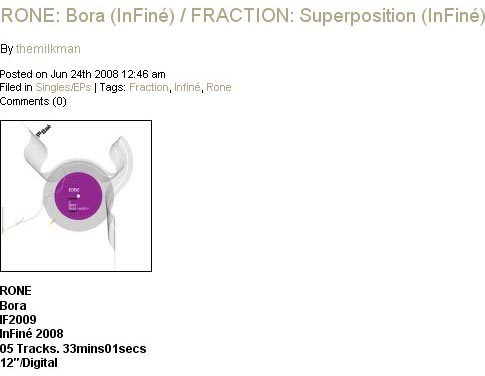 RONE: Bora (InFiné) / FRACTION: Superposition (InFiné)
By themilkman
Posted on Jun 24th 2008 12:46 am
Filed in Singles/EPs | Tags: Fraction, Infiné, Rone
Comments (0)
RONE
Bora
IF2009
InFiné 2008
05 Tracks. 33mins01secs
12″/Digital